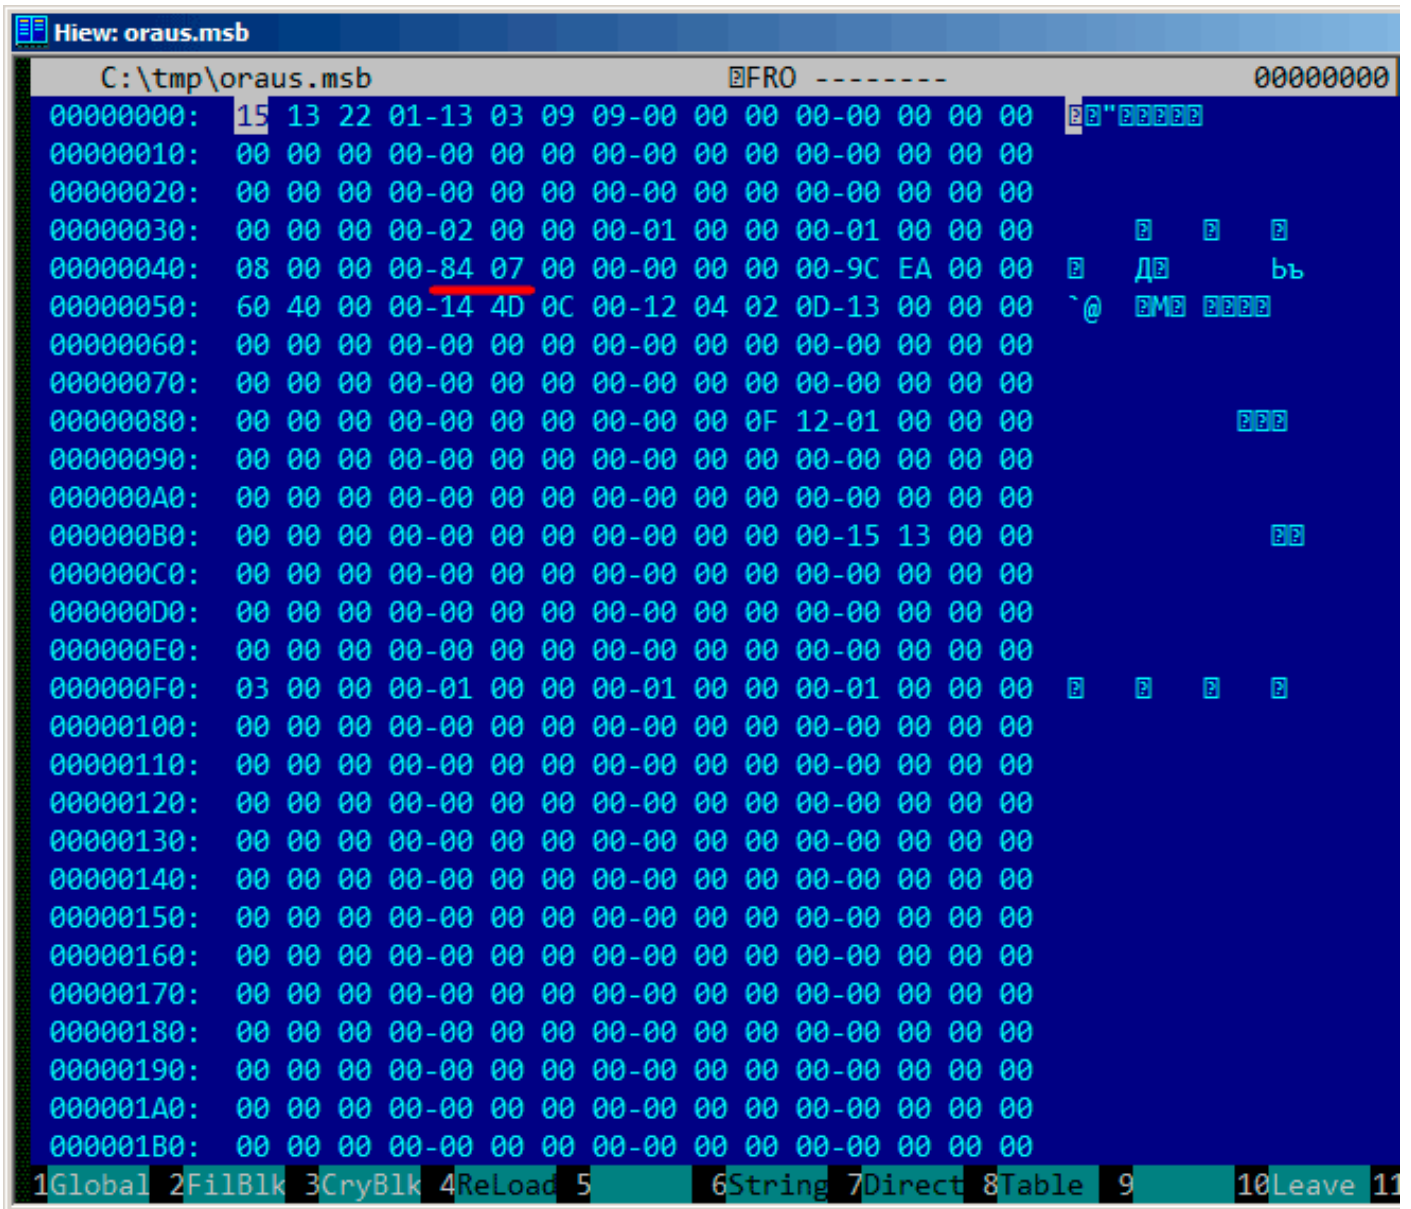 Hiew: oraus.msb
C:\tmp\oraus.msb FRO -------- 00000000
00000000: 15 13 22 01-13 03 09 09-00 00 00 00-00 00 00 00 "
00000010: 00 00 00 00-00 00 00 00-00 00 00 00-00 00 00 00
00000020: 00 00 00 00-00 00 00 00-00 00 00 00-00 00 00 00
00000030: 00 00 00 00-02 00 00 00-01 00 00 00-01 00 00 00
00000040: 08 00 00 00-84 07 00 00-00 00 00 00-9C EA 00 00 Д Ьъ
00000050: 60 40 00 00-14 4D 0C 00-12 04 02 0D-13 00 00 00 `@ M
00000060: 00 00 00 00-00 00 00 00-00 00 00 00-00 00 00 00
00000070: 00 00 00 00-00 00 00 00-00 00 00 00-00 00 00 00
00000080: 00 00 00 00-00 00 00 00-00 00 0F 12-01 00 00 00
00000090: 00 00 00 00-00 00 00 00-00 00 00 00-00 00 00 00
000000A0: 00 00 00 00-00 00 00 00-00 00 00 00-00 00 00 00
000000B0: 00 00 00 00-00 00 00 00-00 00 00 00-15 13 00 00
000000C0: 00 00 00 00-00 00 00 00-00 00 00 00-00 00 00 00
000000D0: 00 00 00 00-00 00 00 00-00 00 00 00-00 00 00 00
000000E0: 00 00 00 00-00 00 00 00-00 00 00 00-00 00 00 00
000000F0: 03 00 00 00-01 00 00 00-01 00 00 00-01 00 00 00
00000100: 00 00 00 00-00 00 00 00-00 00 00 00-00 00 00 00
00000110: 00 00 00 00-00 00 00 00-00 00 00 00-00 00 00 00
00000120: 00 00 00 00-00 00 00 00-00 00 00 00-00 00 00 00
00000130: 00 00 00 00-00 00 00 00-00 00 00 00-00 00 00 00
00000140: 00 00 00 00-00 00 00 00-00 00 00 00-00 00 00 00
00000150: 00 00 00 00-00 00 00 00-00 00 00 00-00 00 00 00
00000160: 00 00 00 00-00 00 00 00-00 00 00 00-00 00 00 00
00000170: 00 00 00 00-00 00 00 00-00 00 00 00-00 00 00 00
00000180: 00 00 00 00-00 00 00 00-00 00 00 00-00 00 00 00
00000190: 00 00 00 00-00 00 00 00-00 00 00 00-00 00 00 00
000001A0: 00 00 00 00-00 00 00 00-00 00 00 00-00 00 00 00
000001B0: 00 00 00 00-00 00 00 00-00 00 00 00-00 00 00 00
1Global 2FilBlk 3CryBlk 4ReLoad 5 6String 7Direct 8Table 9 10Leave 11